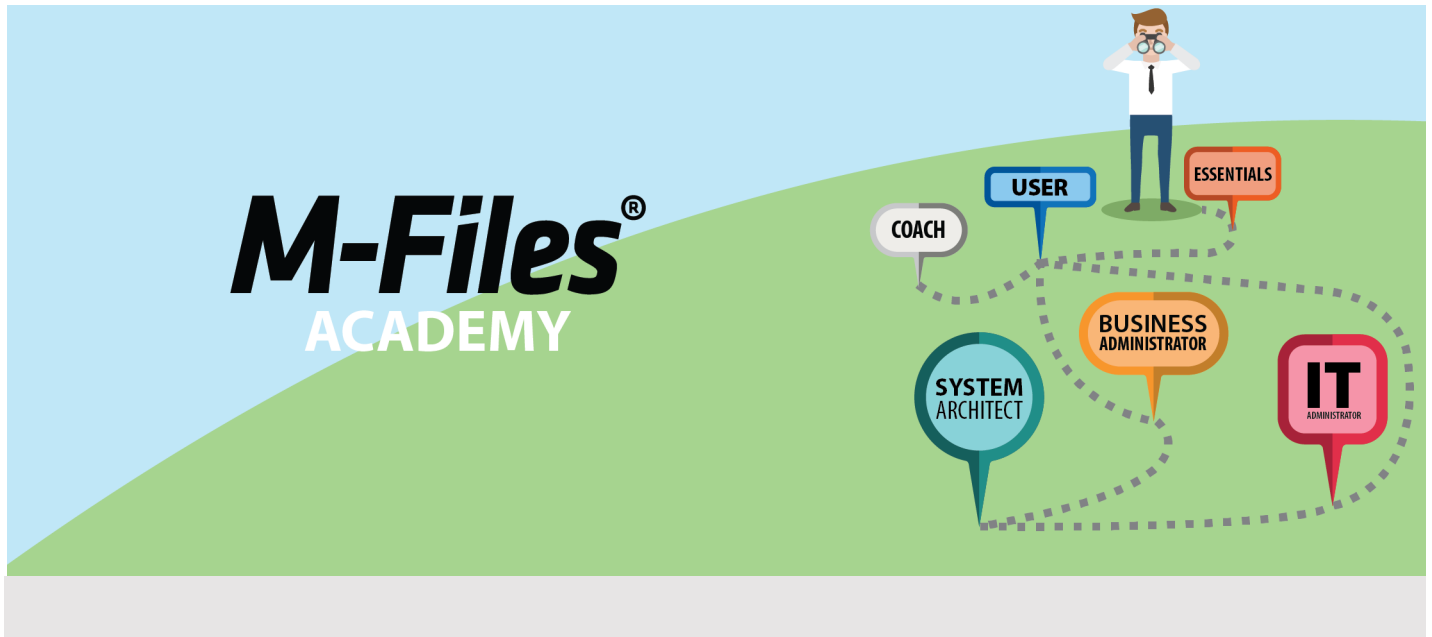 M-Files®
ACADEMY
COACH
USER
ESSENTIALS
SYSTEM
ARCHITECT
BUSINESS
ADMINISTRATOR
IT
ADMINISTRATOR